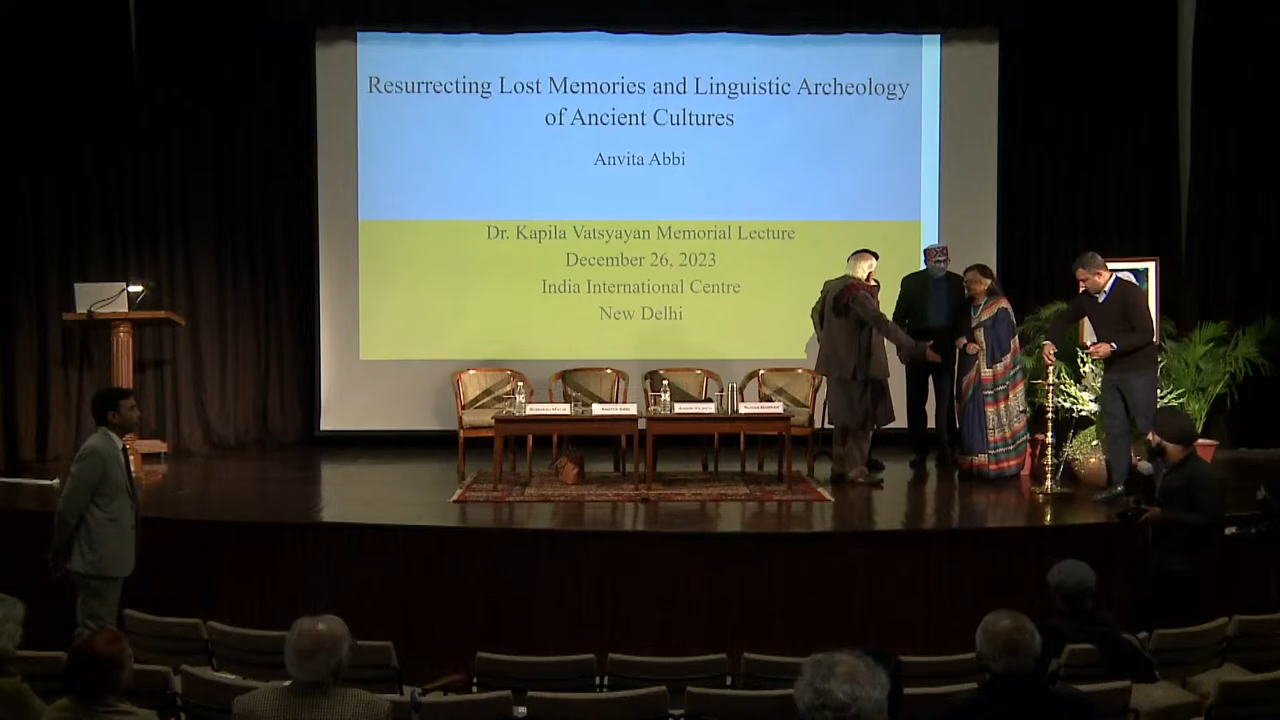 Resurrecting Lost Memories and Linguistic Archeology
of Ancient Cultures
Anvita Abbi
Dr. Kapila Vatsyayan Memorial Lecture
December 26, 2023
India International Centre
New Delhi
ANVITA ABBI